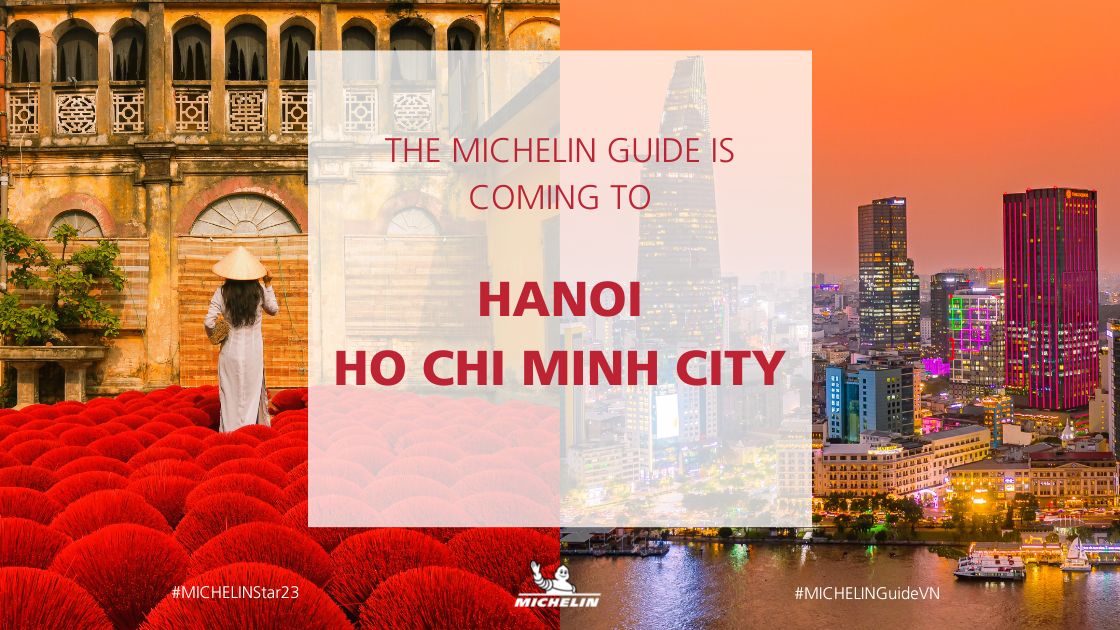 THE MICHELIN GUIDE IS
COMING TO
HANOI
HO CHI MINH CITY
#MICHELINStar23
MICHELIN
#MICHELINGuideVN